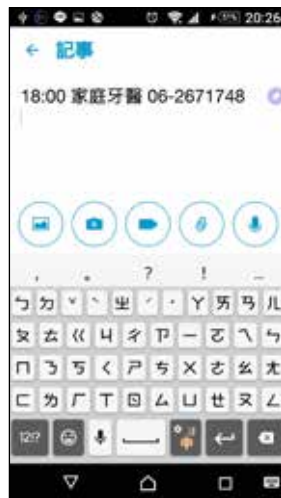 20:26
記事
18:00 家庭牙醫 06-2671748
, 。 ? ! …
ㄅ ㄉ ˇ ˋ ㄓ ˊ ˙ ㄚ ㄞ ㄢ ㄦ
ㄆ ㄊ ㄍ ㄐ ㄔ ㄗ ㄧ ㄛ ㄟ ㄣ
ㄇ ㄋ ㄎ ㄑ ㄕ ㄘ ㄨ ㄜ ㄠ ㄤ
ㄈ ㄌ ㄏ ㄒ ㄖ ㄙ ㄩ ㄝ ㄡ ㄥ
12!?